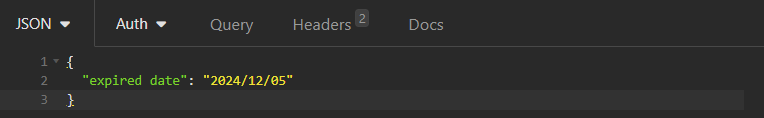 JSON Auth Query Headers 2 Docs
1 {
2 "expired date": "2024/12/05"
3 }